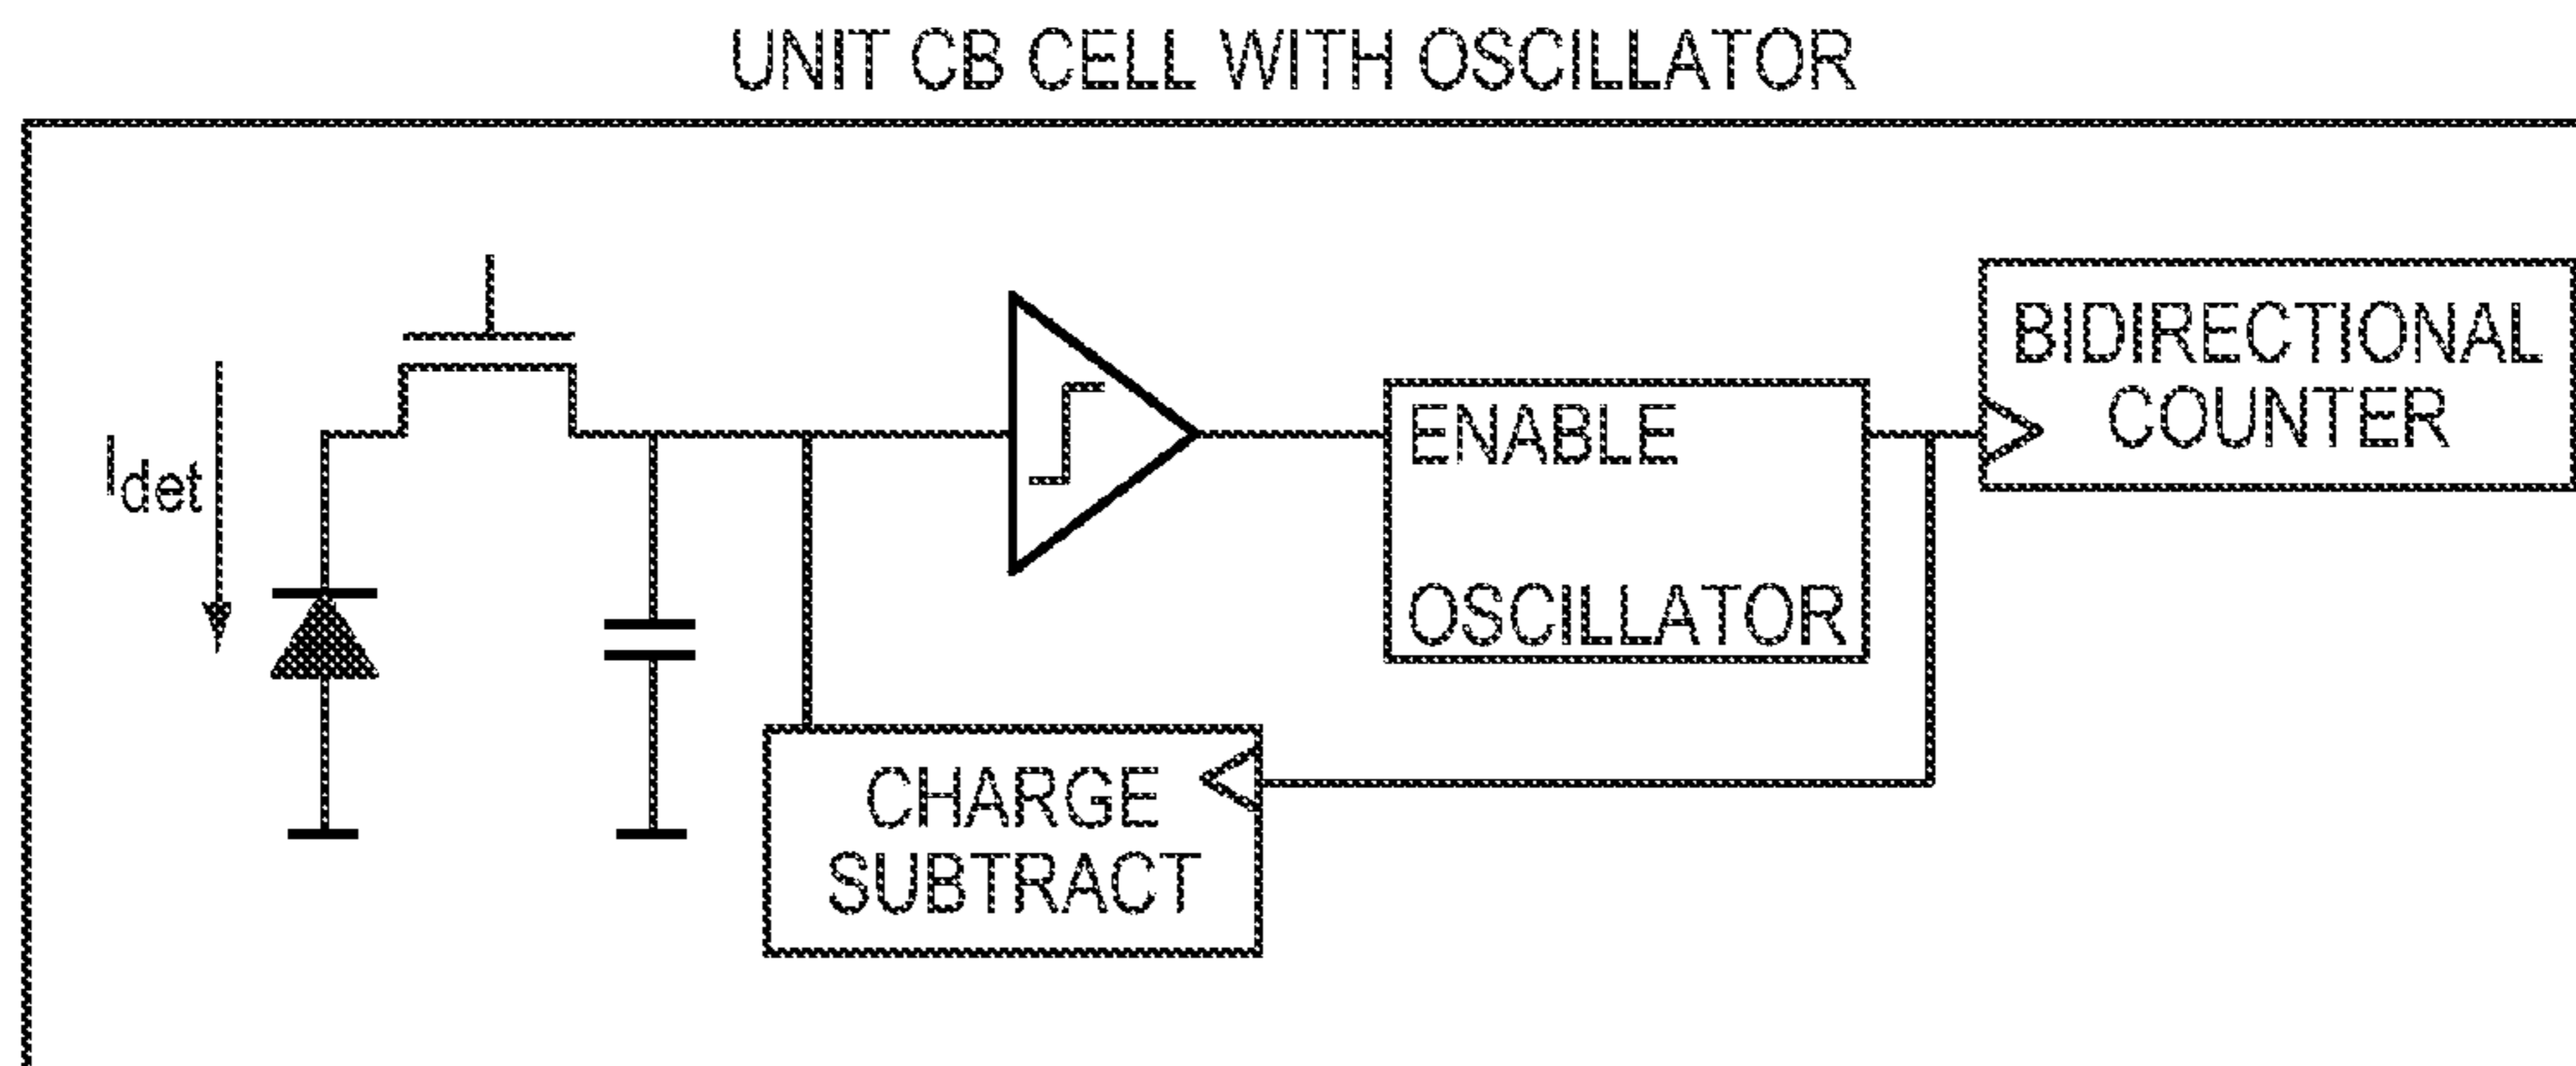 UNIT CB CELL WITH OSCILLATOR
Idet
ENABLE
OSCILLATOR
BIDIRECTIONAL
COUNTER
CHARGE
SUBTRACT